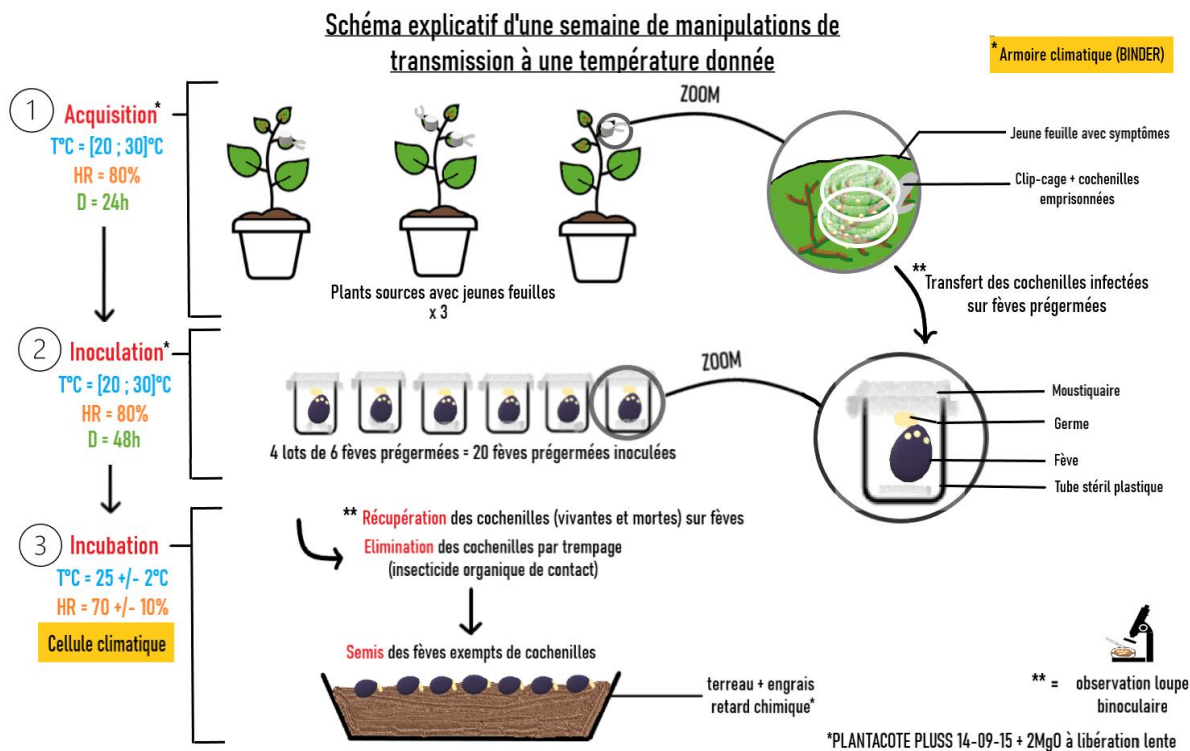 Schéma explicatif d'une semaine de manipulations de
transmission à une température donnée
* Armoire climatique (BINDER)
1
Acquisition*
T°C = [20 ; 30]°C
HR = 80%
D = 24h
ZOOM
Jeune feuille avec symptômes
Clip-cage + cochenilles
emprisonnées
Plants sources avec jeunes feuilles
x 3
** Transfert des cochenilles infectées
sur fèves prégermées
2
Inoculation*
T°C = [20 ; 30]°C
HR = 80%
D = 48h
ZOOM
4 lots de 6 fèves prégermées = 20 fèves prégermées inoculées
Moustiquaire
Germe
Fève
Tube stéril plastique
3
Incubation
T°C = 25 +/- 2°C
HR = 70 +/- 10%
Cellule climatique
** Récupération des cochenilles (vivantes et mortes) sur fèves
Elimination des cochenilles par trempage
(insecticide organique de contact)
Semis des fèves exempts de cochenilles
terreau + engrais
retard chimique*
** = observation loupe
binoculaire
*PLANTACOTE PLUSS 14-09-15 + 2MgO à libération lente